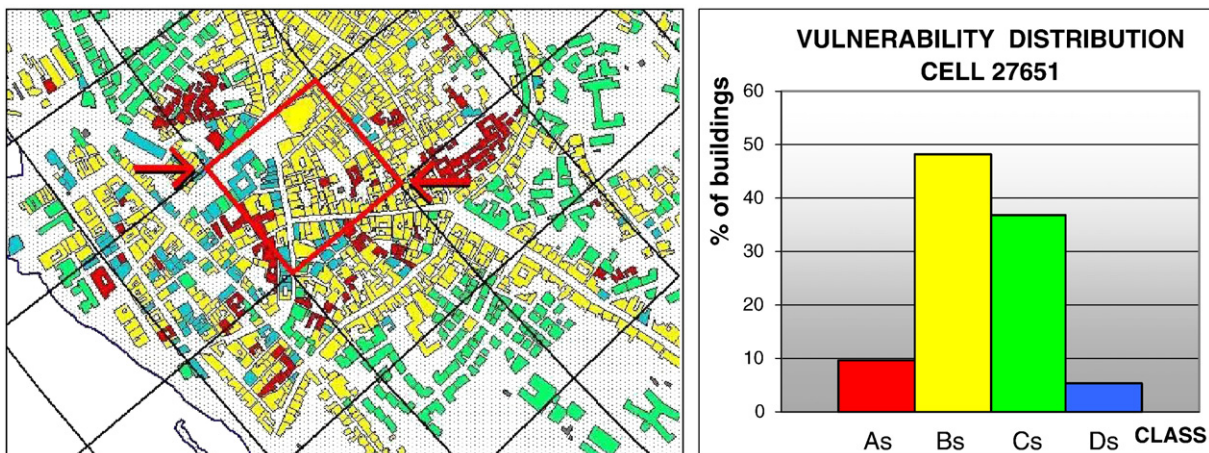 VULNERABILITY DISTRIBUTION
CELL 27651
% of buildings
60
50
40
30
20
10
0
As Bs Cs Ds CLASS